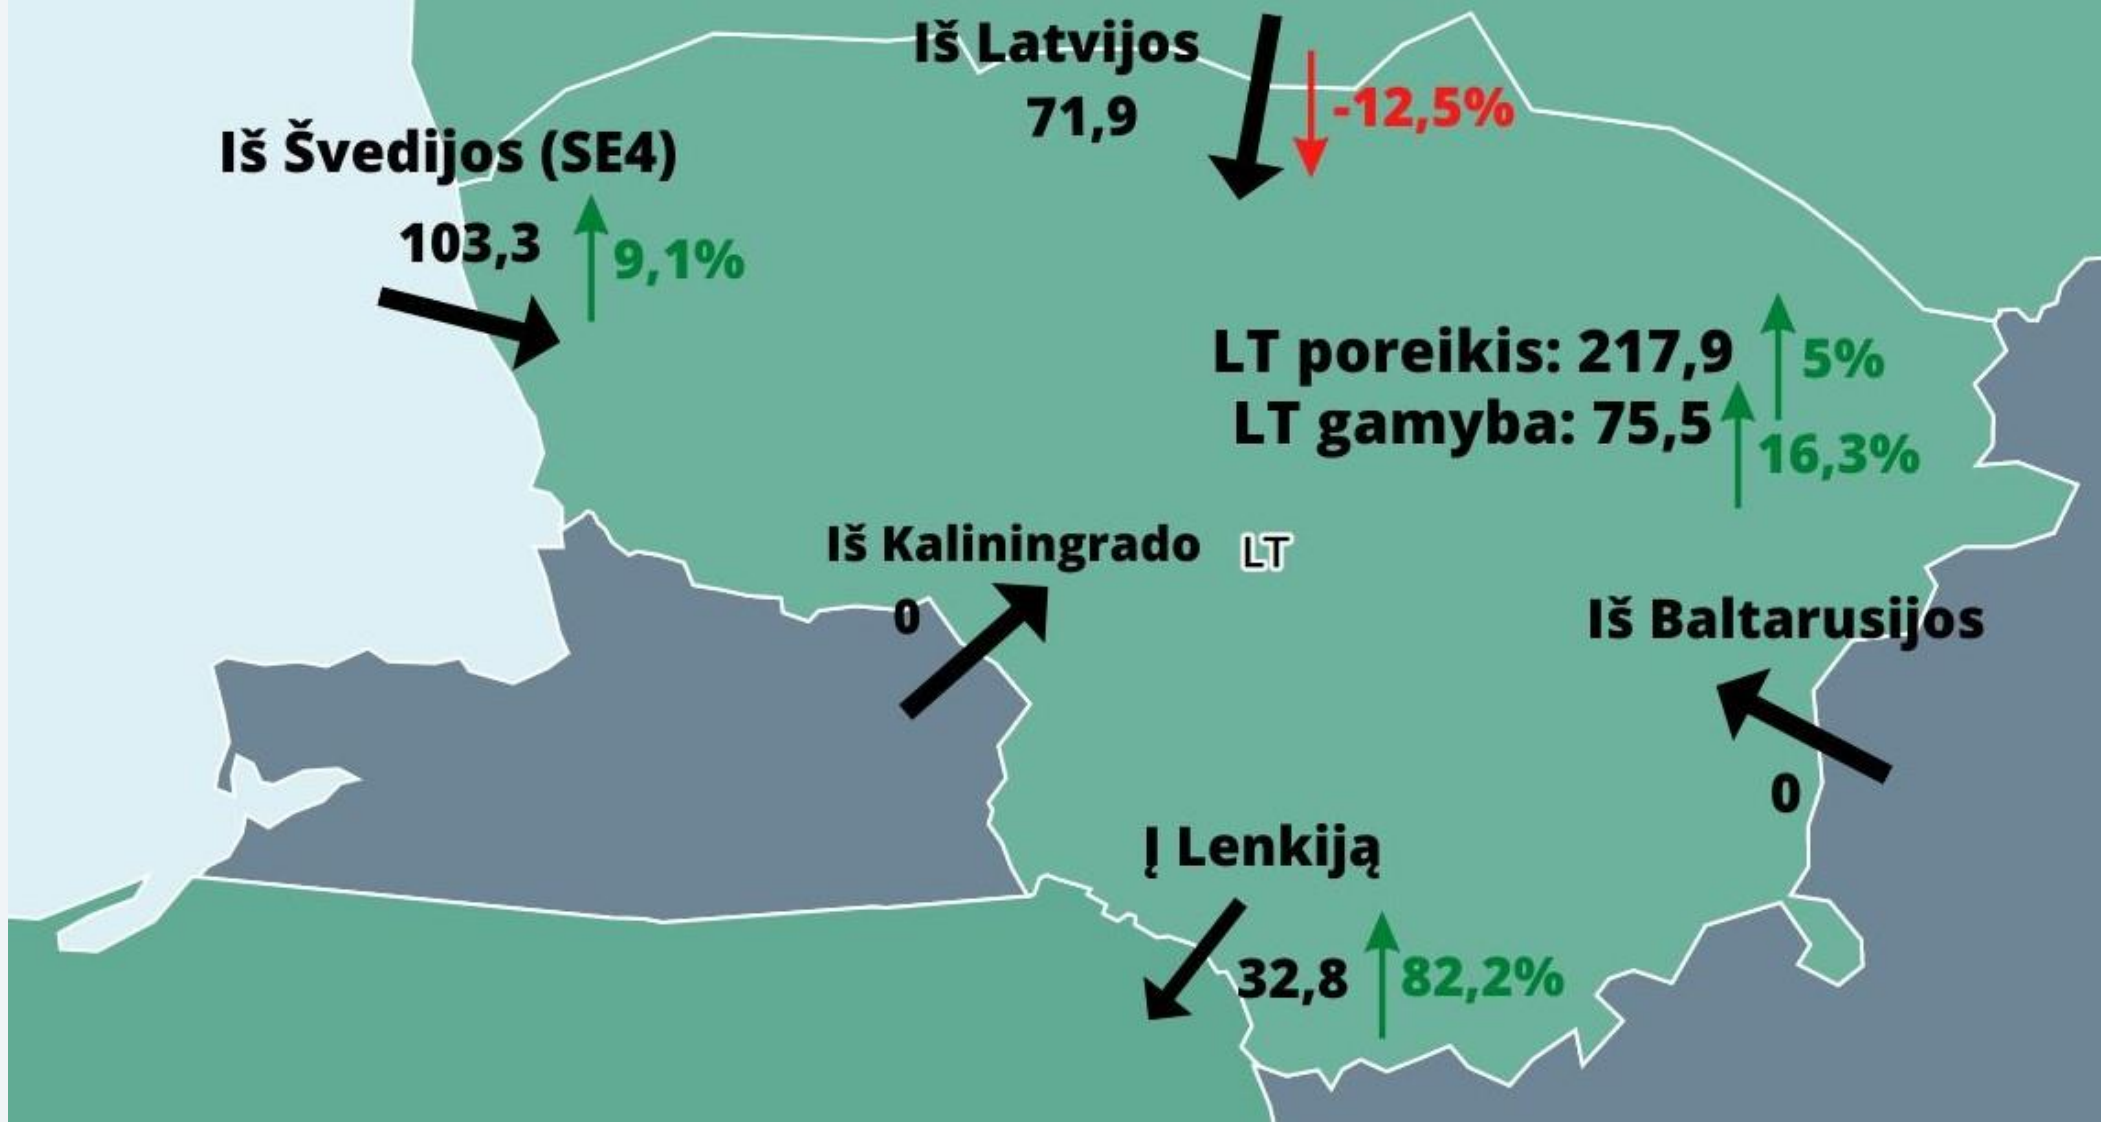 Iš Latvijos
71,9
-12,5%
Iš Švedijos (SE4)
103,3
9,1%
LT poreikis: 217,9
5%
LT gamyba: 75,5
16,3%
Iš Kaliningrado
LT
0
Iš Baltarusijos
0
Į Lenkiją
32,8
82,2%